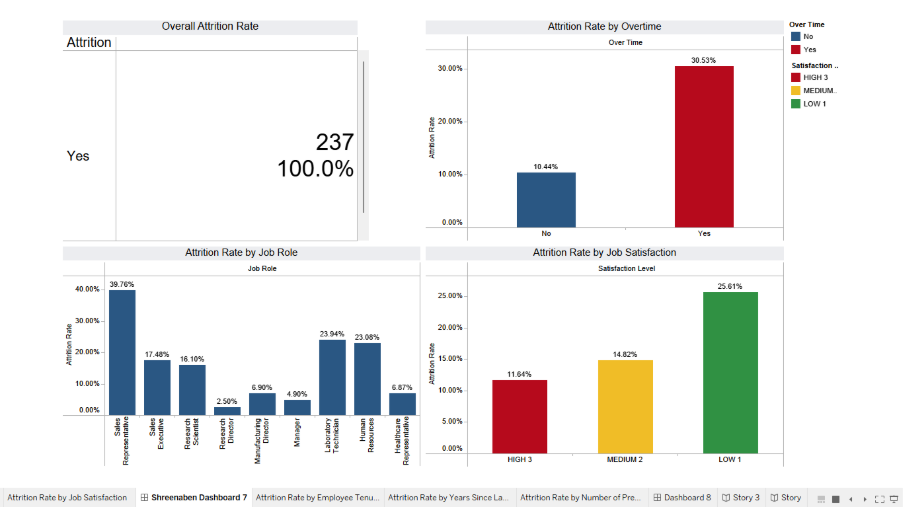 Overall Attrition Rate
Attrition
Yes
237
100.0%
Attrition Rate by Overtime
Over Time
Attrition Rate
30.00%
20.00%
10.00%
0.00%
10.44%
30.53%
No
Yes
Over Time
No
Yes
Satisfaction ..
HIGH 3
MEDIUM..
LOW 1
Attrition Rate by Job Role
Job Role
Attrition Rate
40.00%
30.00%
20.00%
10.00%
0.00%
39.76%
17.48%
16.10%
2.50%
6.90%
4.90%
23.94%
23.08%
6.87%
Sales
Representative
Sales
Executive
Research
Scientist
Research
Director
Manufacturing
Director
Manager
Laboratory
Technician
Human
Resources
Healthcare
Representative
Attrition Rate by Job Satisfaction
Satisfaction Level
Attrition Rate
25.00%
20.00%
15.00%
10.00%
5.00%
0.00%
11.64%
14.82%
25.61%
HIGH 3
MEDIUM 2
LOW 1
Attrition Rate by Job Satisfaction
Shreenaben Dashboard 7
Attrition Rate by Employee Tenu...
Attrition Rate by Years Since La...
Attrition Rate by Number of Pre...
Dashboard 8
Story 3
Story